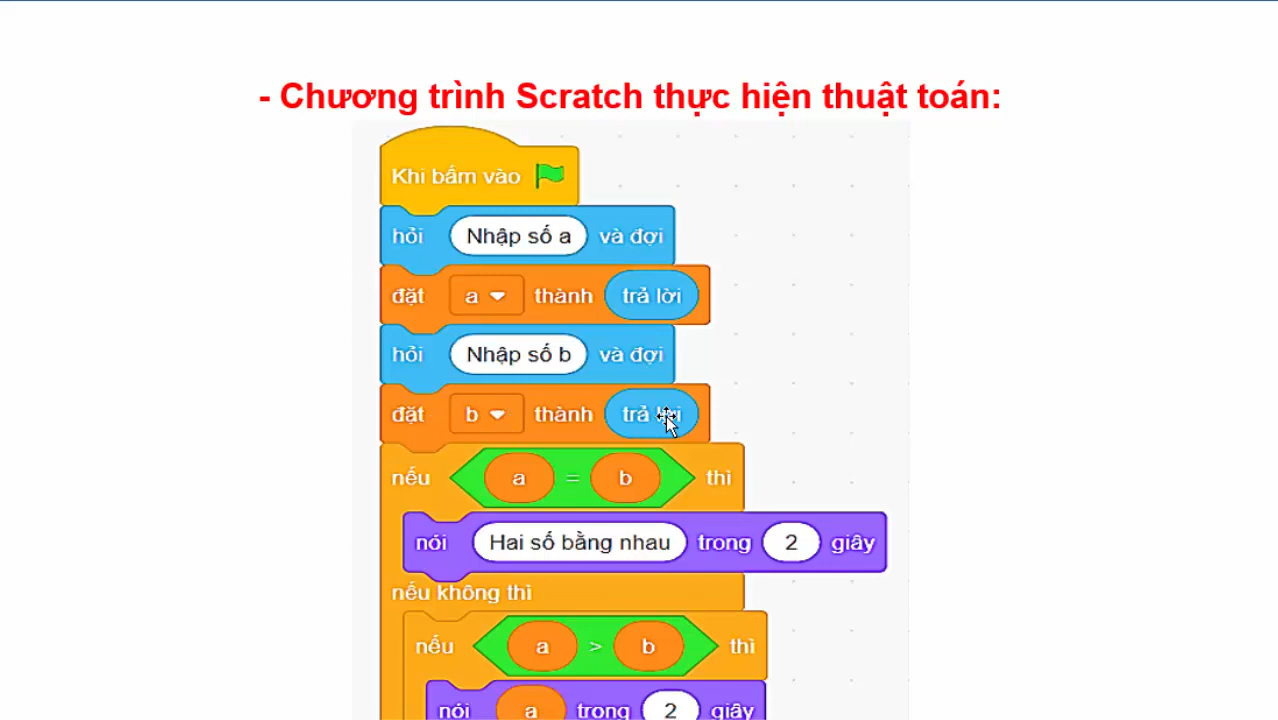 - Chương trình Scratch thực hiện thuật toán:
Khi bấm vào
hỏi Nhập số a và đợi
đặt a thành trả lời
hỏi Nhập số b và đợi
đặt b thành trả lời
nếu a = b thì
nói Hai số bằng nhau trong 2 giây
nếu không thì
nếu a > b thì
nói a trong 2 giây